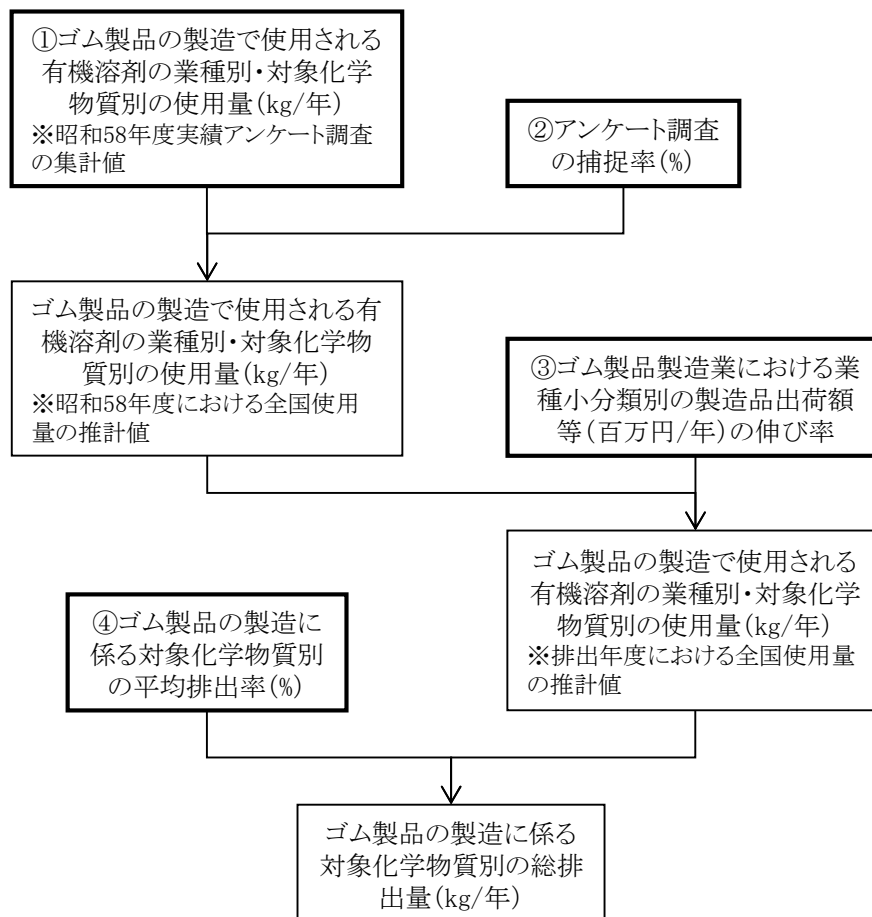 ①ゴム製品の製造で使用される
有機溶剤の業種別・対象化学
物質別の使用量(kg/年)
※昭和58年度実績アンケート調査
の集計値
②アンケート調査
の捕捉率(%)
ゴム製品の製造で使用される有
機溶剤の業種別・対象化学物
質別の使用量(kg/年)
※昭和58年度における全国使用
量の推計値
③ゴム製品製造業における業
種小分類別の製造品出荷額
等(百万円/年)の伸び率
ゴム製品の製造で使用される
有機溶剤の業種別・対象化学
物質別の使用量(kg/年)
※排出年度における全国使用量
の推計値
④ゴム製品の製造に
係る対象化学物質別
の平均排出率(%)
ゴム製品の製造に係る
対象化学物質別の総排
出量(kg/年)